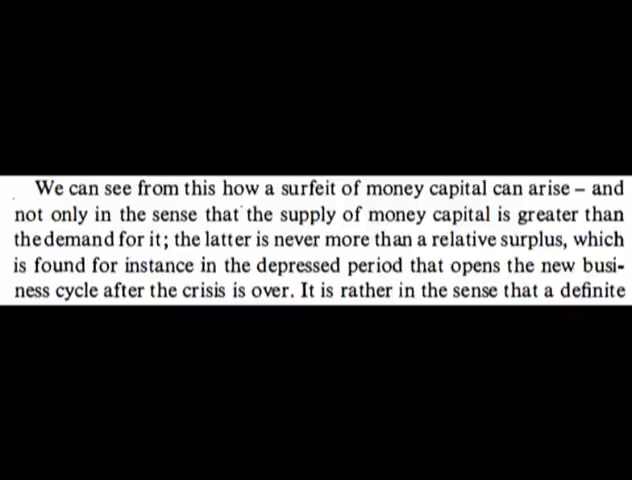 We can see from this how a surfeit of money capital can arise – and
not only in the sense that the supply of money capital is greater than
the demand for it; the latter is never more than a relative surplus, which
is found for instance in the depressed period that opens the new busi-
ness cycle after the crisis is over. It is rather in the sense that a definite